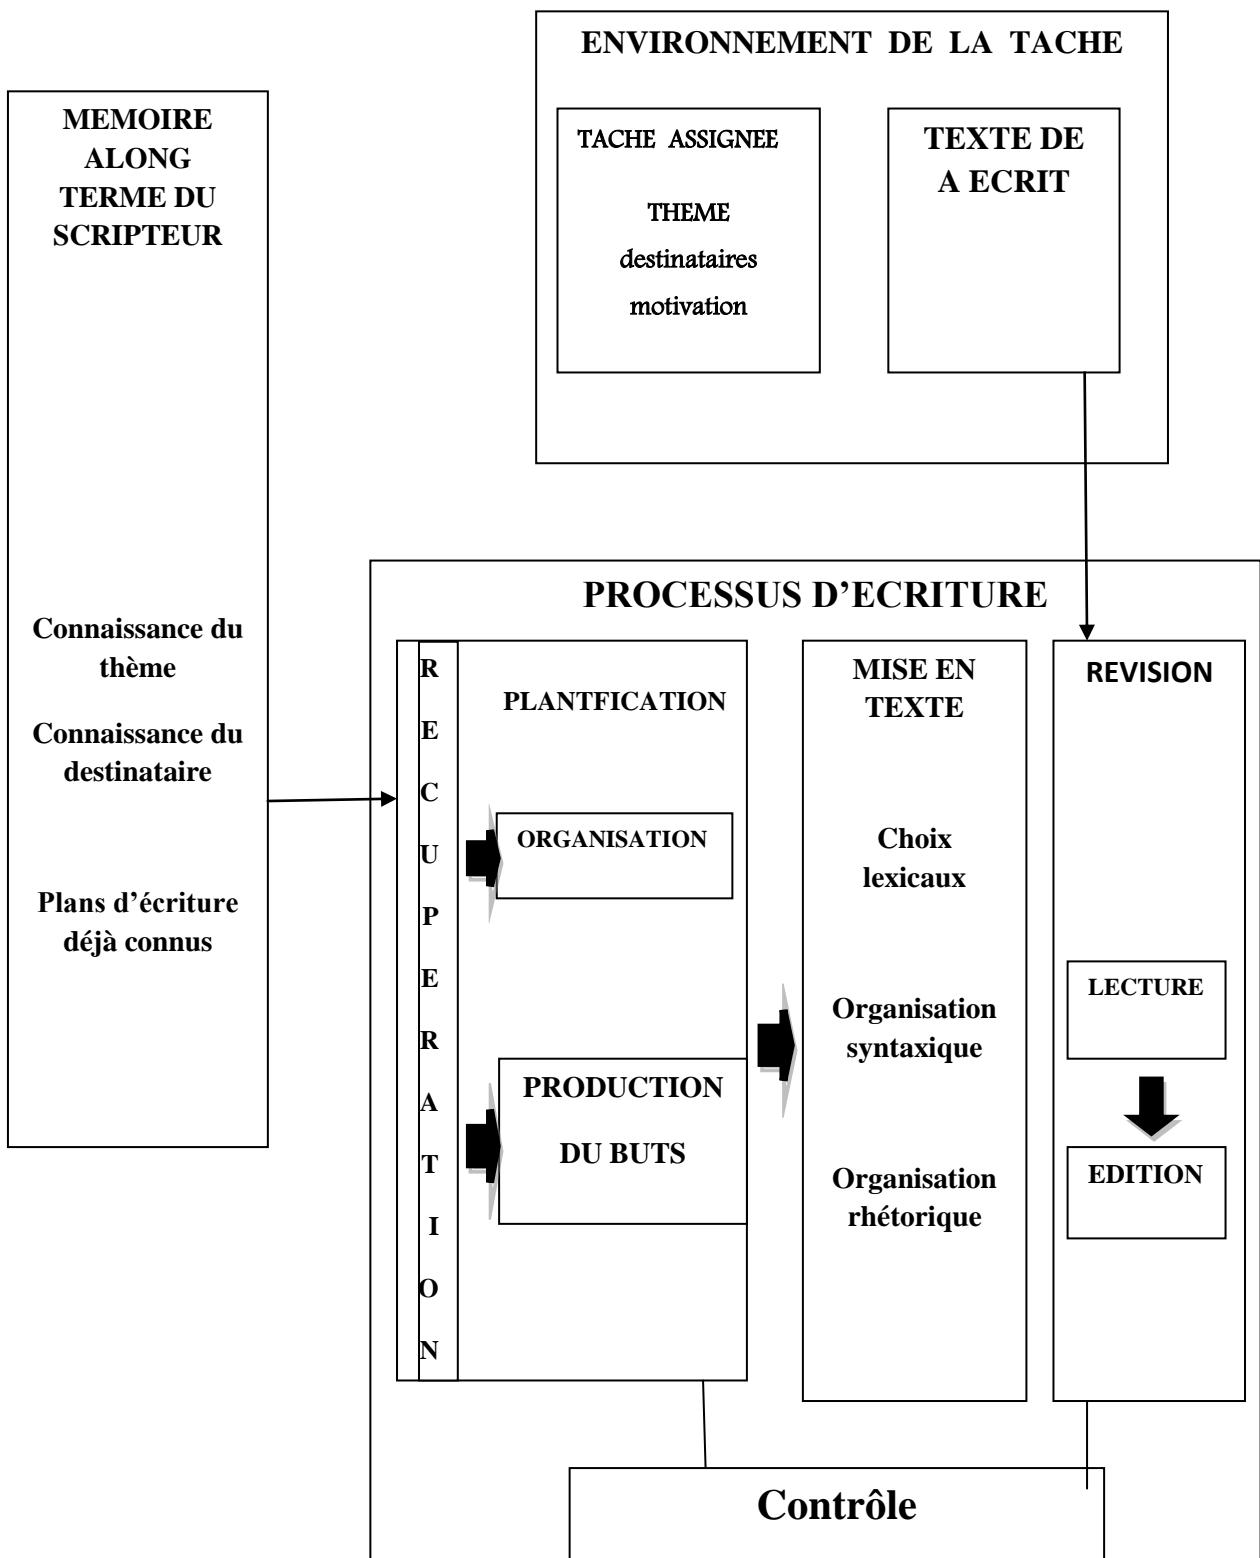 ENVIRONNEMENT DE LA TACHE
MEMOIRE
ALONG
TERME DU
SCRIPTEUR
TACHE ASSIGNEE
THEME
destinataires
motivation
TEXTE DE
A ECRIT
Connaissance du
thème
Connaissance du
destinataire
Plans d’écriture
déjà connus
PROCESSUS D’ECRITURE
R
E
C
U
P
E
R
A
T
I
O
N
PLANTFICATION
ORGANISATION
PRODUCTION
DU BUTS
MISE EN
TEXTE
Choix
lexicaux
Organisation
syntaxique
Organisation
rhétorique
REVISION
LECTURE
EDITION
Contrôle